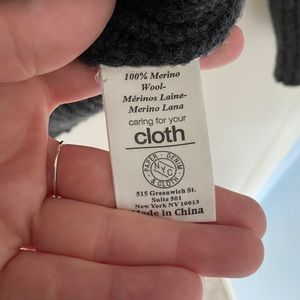 100% Merino
Wool-
Mérinos Laine-
Merino Lana
caring for your
cloth
PAPER · DENIM
NYC
& CLOTH
515 Greenwich St.
Suite 501
New York NY 10013
Made in China